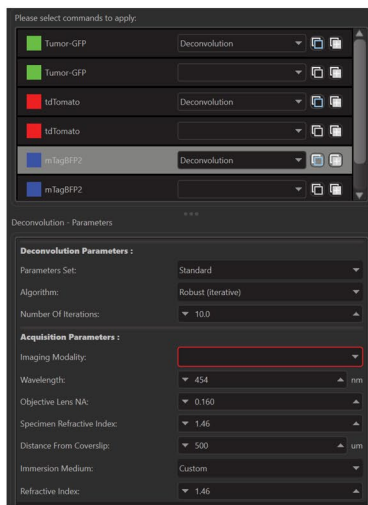 Please select commands to apply:
Tumor-GFP Deconvolution
Tumor-GFP
tdTomato Deconvolution
tdTomato
mTagBFP2 Deconvolution
mTagBFP2
Deconvolution - Parameters
Deconvolution Parameters :
Parameters Set: Standard
Algorithm: Robust (iterative)
Number Of Iterations: 10.0
Acquisition Parameters :
Imaging Modality:
Wavelength: 454 nm
Objective Lens NA: 0.160
Specimen Refractive Index: 1.46
Distance From Coverslip: 500 um
Immersion Medium: Custom
Refractive Index: 1.46